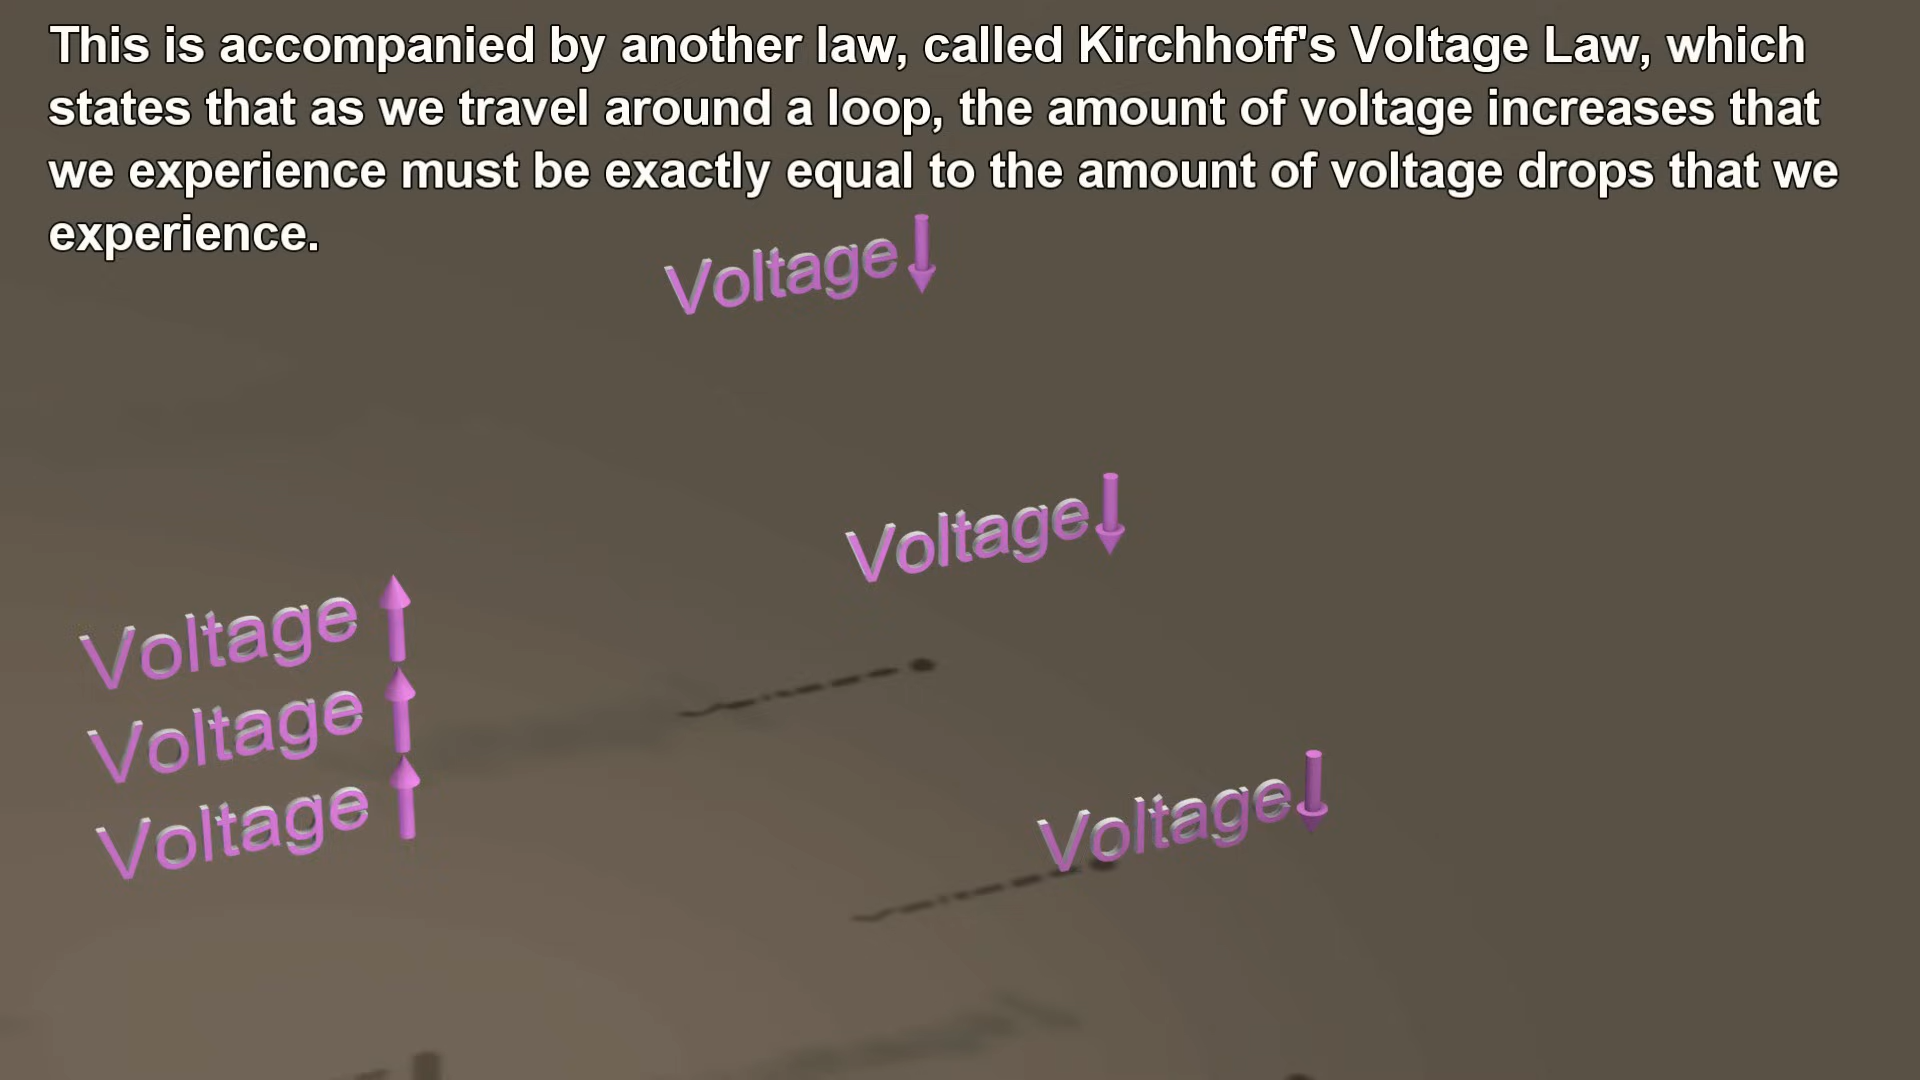 This is accompanied by another law, called Kirchhoff's Voltage Law, which
states that as we travel around a loop, the amount of voltage increases that
we experience must be exactly equal to the amount of voltage drops that we
experience.
Voltage
Voltage
Voltage
Voltage
Voltage
Voltage